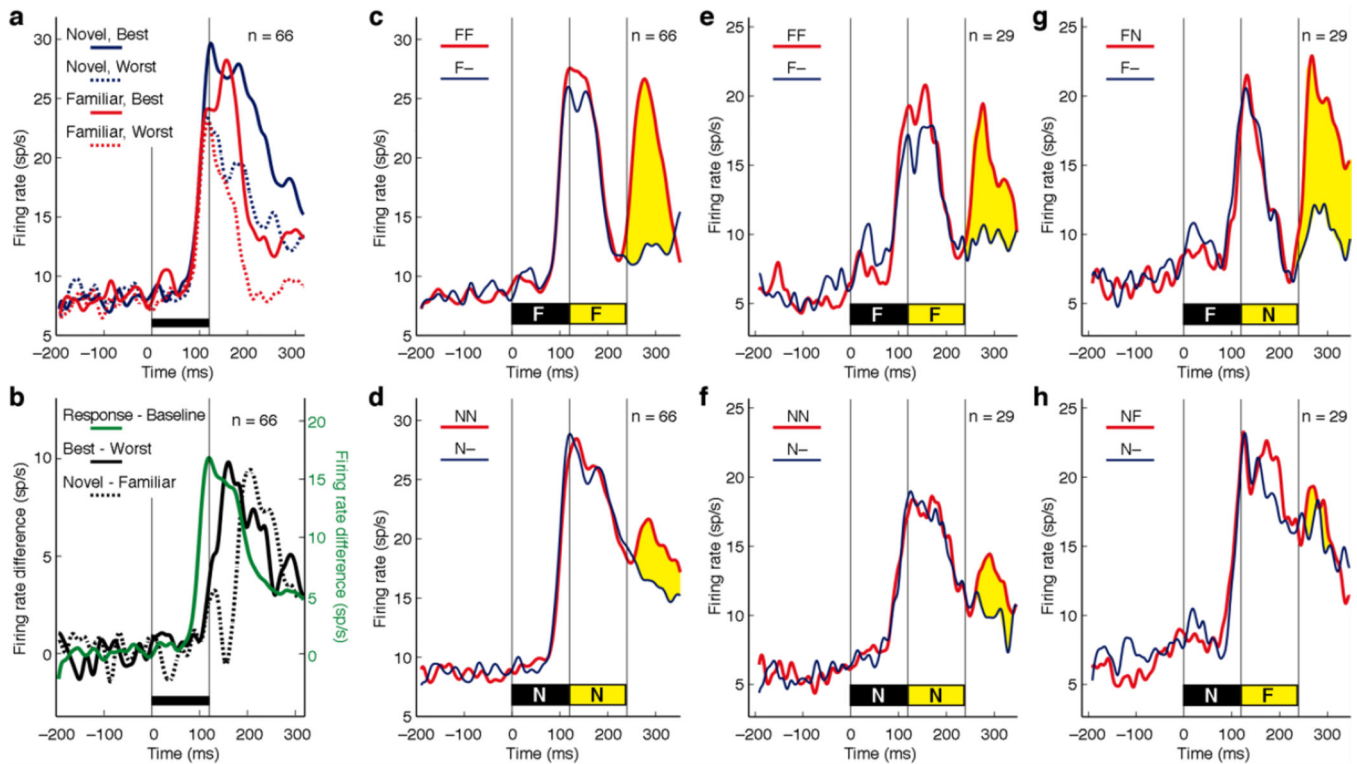 a
Novel, Best
n = 66
Novel, Worst
Familiar, Best
Familiar, Worst
30
25
20
15
10
5
Firing rate (sp/s)
−200 −100 0 100 200 300
Time (ms)
b
Response - Baseline
n = 66
Best - Worst
Novel - Familiar
10
5
0
Firing rate difference (sp/s)
20
15
10
5
0
Firing rate difference (sp/s)
−200 −100 0 100 200 300
Time (ms)
c
FF
n = 66
F–
30
25
20
15
10
5
Firing rate (sp/s)
F F
−200 −100 0 100 200 300
Time (ms)
d
NN
n = 66
N–
30
25
20
15
10
5
Firing rate (sp/s)
N N
−200 −100 0 100 200 300
Time (ms)
e
FF
n = 29
F–
25
20
15
10
5
Firing rate (sp/s)
F F
−200 −100 0 100 200 300
Time (ms)
f
NN
n = 29
N–
25
20
15
10
5
Firing rate (sp/s)
N N
−200 −100 0 100 200 300
Time (ms)
g
FN
n = 29
F–
25
20
15
10
5
Firing rate (sp/s)
F N
−200 −100 0 100 200 300
Time (ms)
h
NF
n = 29
N–
25
20
15
10
5
Firing rate (sp/s)
N F
−200 −100 0 100 200 300
Time (ms)